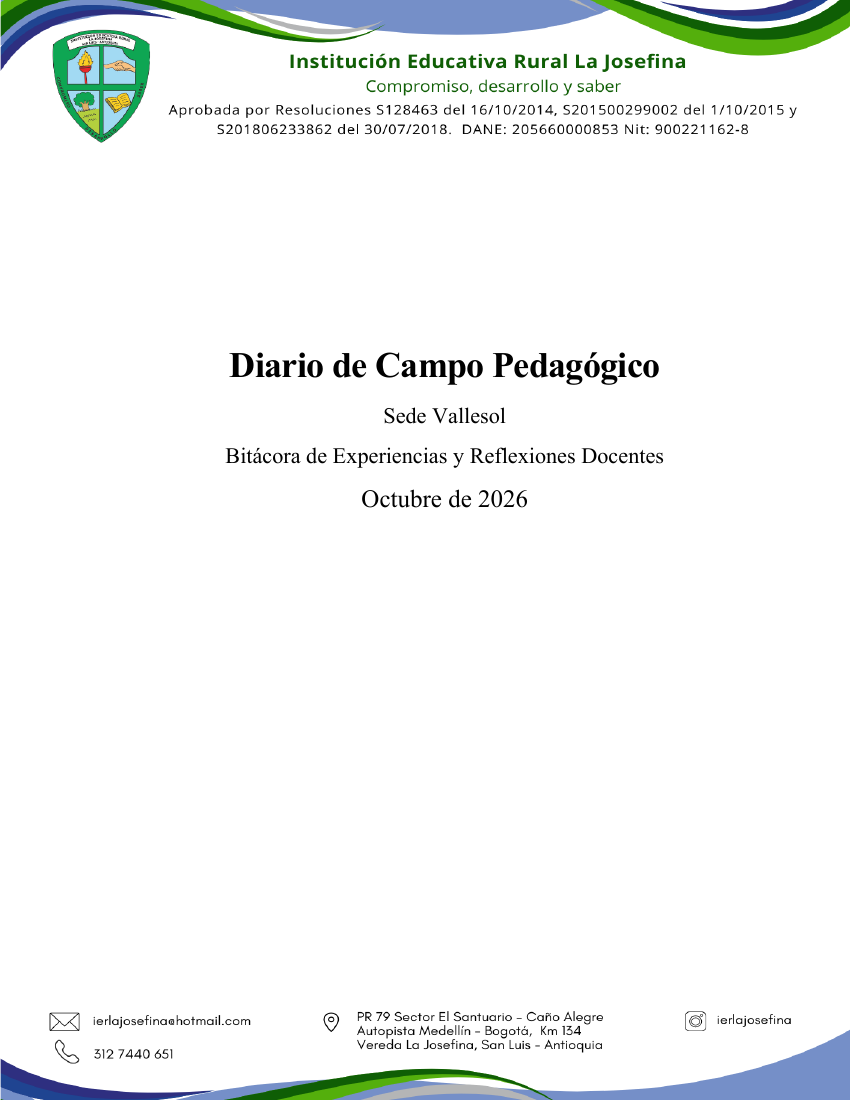 Institución Educativa Rural La Josefina
Compromiso, desarrollo y saber
Aprobada por Resoluciones S128463 del 16/10/2014, S201500299002 del 1/10/2015 y
S201806233862 del 30/07/2018. DANE: 205660000853 Nit: 900221162-8
Diario de Campo Pedagógico
Sede Vallesol
Bitácora de Experiencias y Reflexiones Docentes
Octubre de 2026
ierlajosefina@hotmail.com
312 7440 651
PR 79 Sector El Santuario - Caño Alegre
Autopista Medellín - Bogotá, Km 134
Vereda La Josefina, San Luis - Antioquia
ierlajosefina